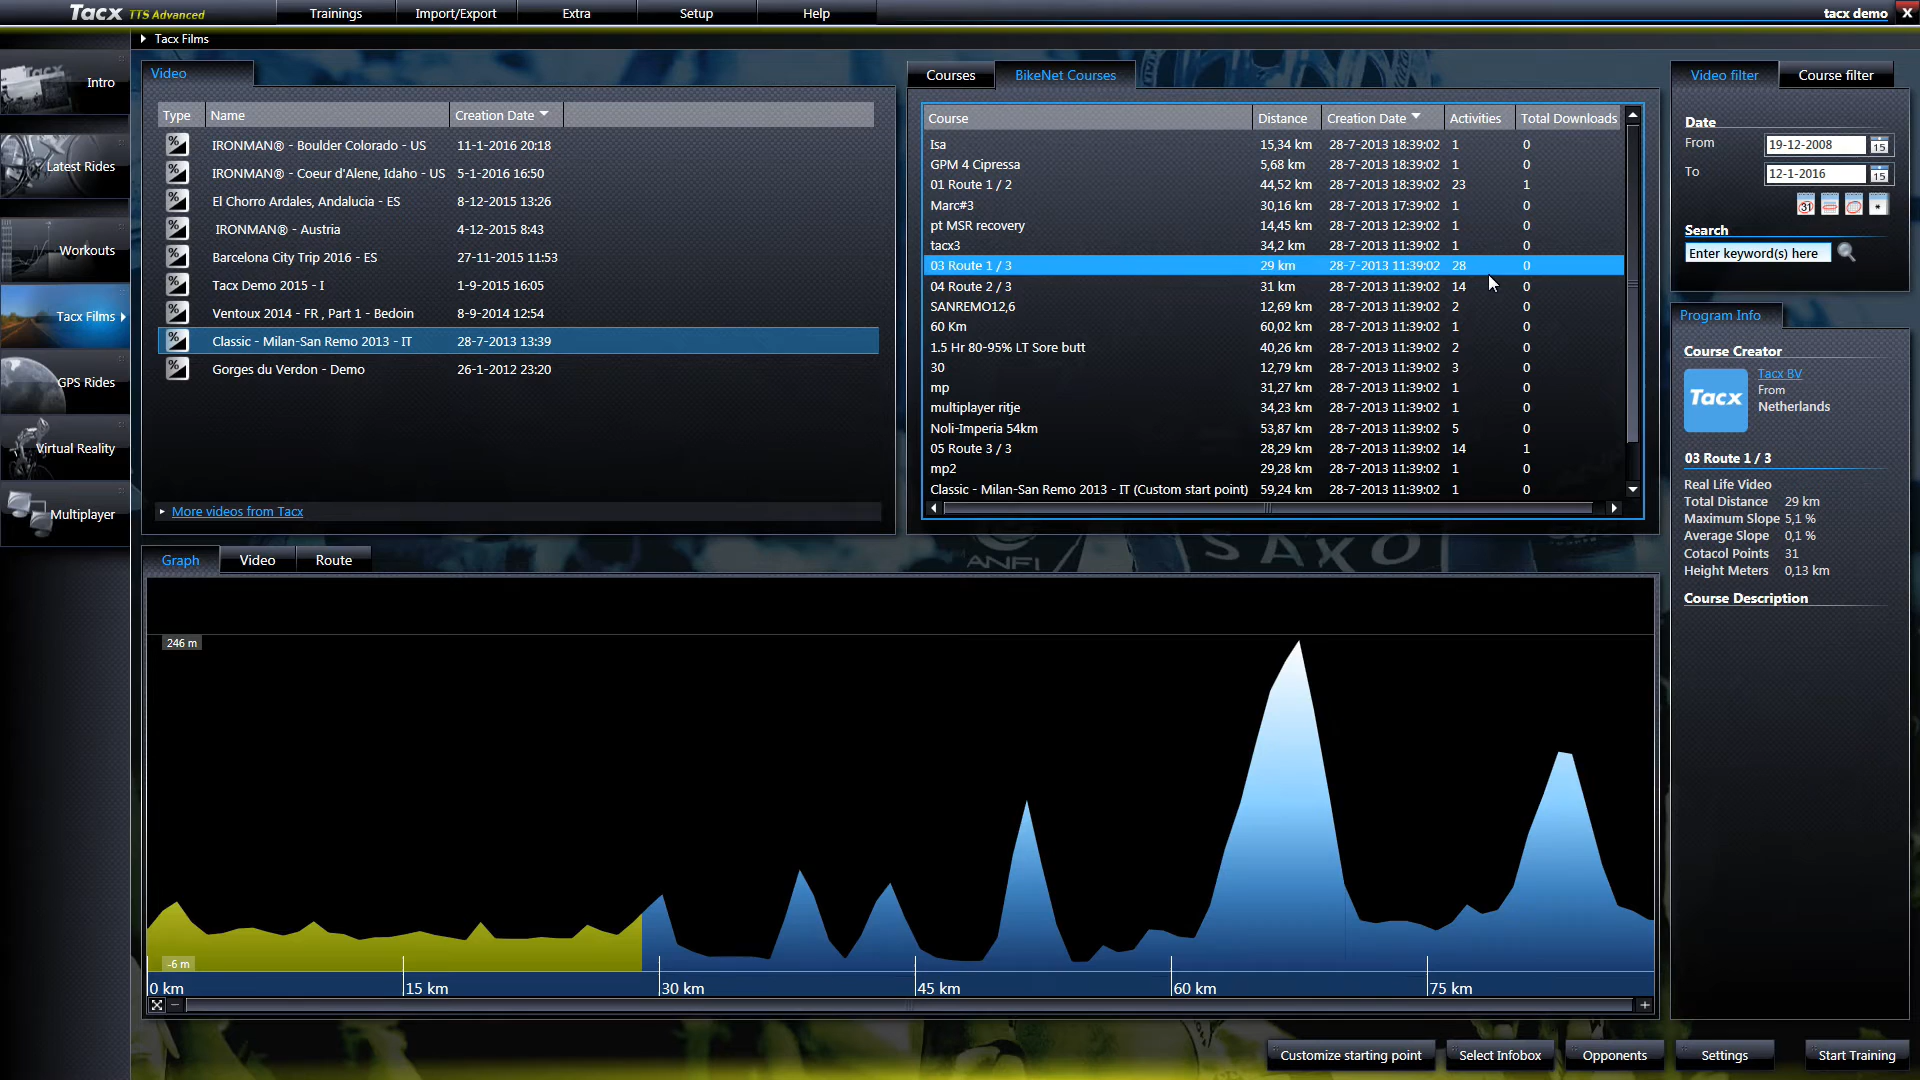 Tacx TTS Advanced
Trainings
Import/Export
Extra
Setup
Help
tacx demo
X
Tacx Films
Intro
Latest Rides
Workouts
Tacx Films
GPS Rides
Virtual Reality
Multiplayer
Video
Type Name Creation Date
IRONMAN® - Boulder Colorado - US 11-1-2016 20:18
IRONMAN® - Coeur d'Alene, Idaho - US 5-1-2016 16:50
El Chorro Ardales, Andalucia - ES 8-12-2015 13:26
IRONMAN® - Austria 4-12-2015 8:43
Barcelona City Trip 2016 - ES 27-11-2015 11:53
Tacx Demo 2015 - I 1-9-2015 16:05
Ventoux 2014 - FR , Part 1 - Bedoin 8-9-2014 12:54
Classic - Milan-San Remo 2013 - IT 28-7-2013 13:39
Gorges du Verdon - Demo 26-1-2012 23:20
More videos from Tacx
Courses BikeNet Courses
Course Distance Creation Date Activities Total Downloads
Isa 15,34 km 28-7-2013 18:39:02 1 0
GPM 4 Cipressa 5,68 km 28-7-2013 18:39:02 1 0
01 Route 1 / 2 44,52 km 28-7-2013 18:39:02 23 1
Marc#3 30,16 km 28-7-2013 17:39:02 1 0
pt MSR recovery 14,45 km 28-7-2013 12:39:02 1 0
tacx3 34,2 km 28-7-2013 11:39:02 1 0
03 Route 1 / 3 29 km 28-7-2013 11:39:02 28 0
04 Route 2 / 3 31 km 28-7-2013 11:39:02 14 0
SANREMO12,6 12,69 km 28-7-2013 11:39:02 2 0
60 Km 60,02 km 28-7-2013 11:39:02 1 0
1.5 Hr 80-95% LT Sore butt 40,26 km 28-7-2013 11:39:02 2 0
30 12,79 km 28-7-2013 11:39:02 3 0
mp 31,27 km 28-7-2013 11:39:02 1 0
multiplayer ritje 34,23 km 28-7-2013 11:39:02 1 0
Noli-Imperia 54km 53,87 km 28-7-2013 11:39:02 5 0
05 Route 3 / 3 28,29 km 28-7-2013 11:39:02 14 1
mp2 29,28 km 28-7-2013 11:39:02 1 0
Classic - Milan-San Remo 2013 - IT (Custom start point) 59,24 km 28-7-2013 11:39:02 1 0
Video filter Course filter
Date
From 19-12-2008 15
To 12-1-2016 15
31
Search
Enter keyword(s) here
Program Info
Course Creator
Tacx
Tacx BV
From
Netherlands
03 Route 1 / 3
Real Life Video
Total Distance 29 km
Maximum Slope 5,1 %
Average Slope 0,1 %
Cotacol Points 31
Height Meters 0,13 km
Course Description
ANFI
SAXO
Graph Video Route
246 m
-6 m
0 km 15 km 30 km 45 km 60 km 75 km
Customize starting point
Select Infobox
Opponents
Settings
Start Training